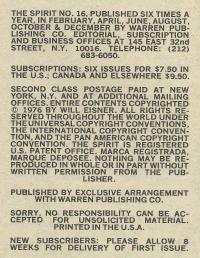 THE SPIRIT NO. 16. PUBLISHED SIX TIMES A
YEAR, IN FEBRUARY, APRIL, JUNE, AUGUST,
OCTOBER & DECEMBER BY WARREN PUB-
LISHING CO. EDITORIAL, SUBSCRIPTION
AND BUSINESS OFFICES AT 145 EAST 32nd
STREET, N.Y. 10016. TELEPHONE: (212)
683-6050.
SUBSCRIPTIONS: SIX ISSUES FOR $7.50 IN
THE U.S.; CANADA AND ELSEWHERE $9.50.
SECOND CLASS POSTAGE PAID AT NEW
YORK, N.Y. AND AT ADDITIONAL MAILING
OFFICES. ENTIRE CONTENTS COPYRIGHTED
© 1976 BY WILL EISNER. ALL RIGHTS RE-
SERVED THROUGHOUT THE WORLD UNDER
THE UNIVERSAL COPYRIGHT CONVENTIONS,
THE INTERNATIONAL COPYRIGHT CONVEN-
TION, AND THE PAN AMERICAN COPYRIGHT
CONVENTION. THE SPIRIT IS REGISTERED
U.S. PATENT OFFICE. MARCA REGISTRADA,
MARQUE DEPOSEE. NOTHING MAY BE RE-
PRODUCED IN WHOLE OR IN PART WITHOUT
WRITTEN PERMISSION FROM THE PUB-
LISHER.
PUBLISHED BY EXCLUSIVE ARRANGEMENT
WITH WARREN PUBLISHING CO.
SORRY, NO RESPONSIBILITY CAN BE AC-
CEPTED FOR UNSOLICITED MATERIAL.
PRINTED IN THE U.S.A.
NEW SUBSCRIBERS: PLEASE ALLOW 8
WEEKS FOR DELIVERY OF FIRST ISSUE.